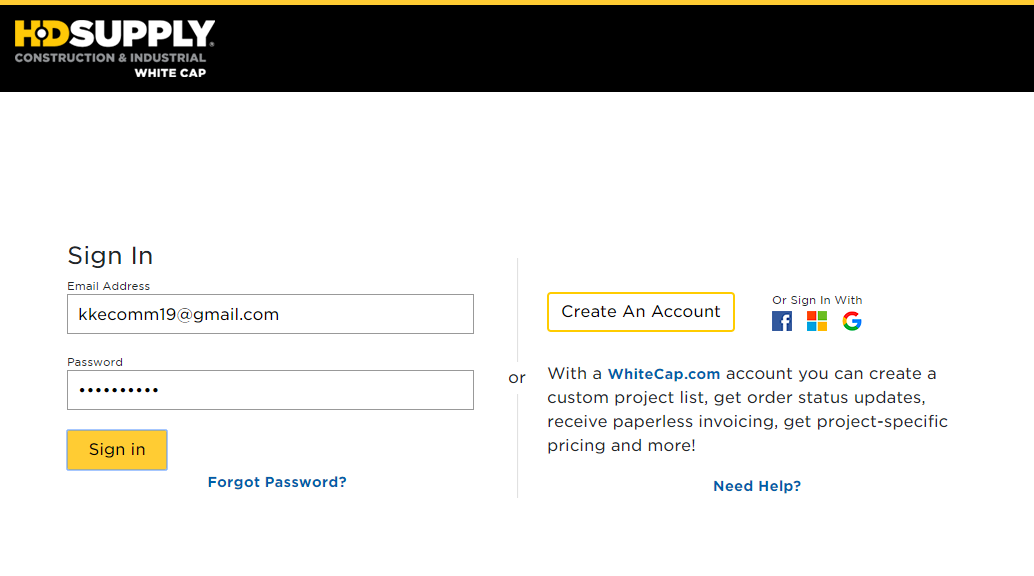 HDSUPPLY®
CONSTRUCTION & INDUSTRIAL
WHITE CAP
Sign In
Email Address
kkecomm19@gmail.com
Password
••••••••••
Sign in
Forgot Password?
or
Create An Account
Or Sign In With
With a WhiteCap.com account you can create a
custom project list, get order status updates,
receive paperless invoicing, get project-specific
pricing and more!
Need Help?